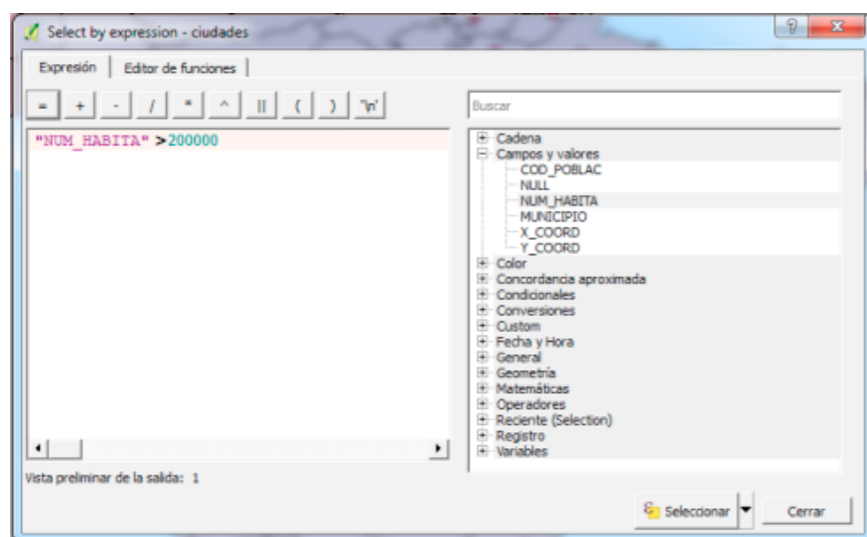 Select by expression - ciudades
Expresión
Editor de funciones
= + - / * ^ || ( ) '\n'
Buscar
"NUM_HABITA" >200000
Cadena
Campos y valores
COD_POBLAC
NULL
NUM_HABITA
MUNICIPIO
X_COORD
Y_COORD
Color
Concordancia aproximada
Condicionales
Conversiones
Custom
Fecha y Hora
General
Geometría
Matemáticas
Operadores
Reciente (Selection)
Registro
Variables
Vista preliminar de la salida: 1
Seleccionar
Cerrar